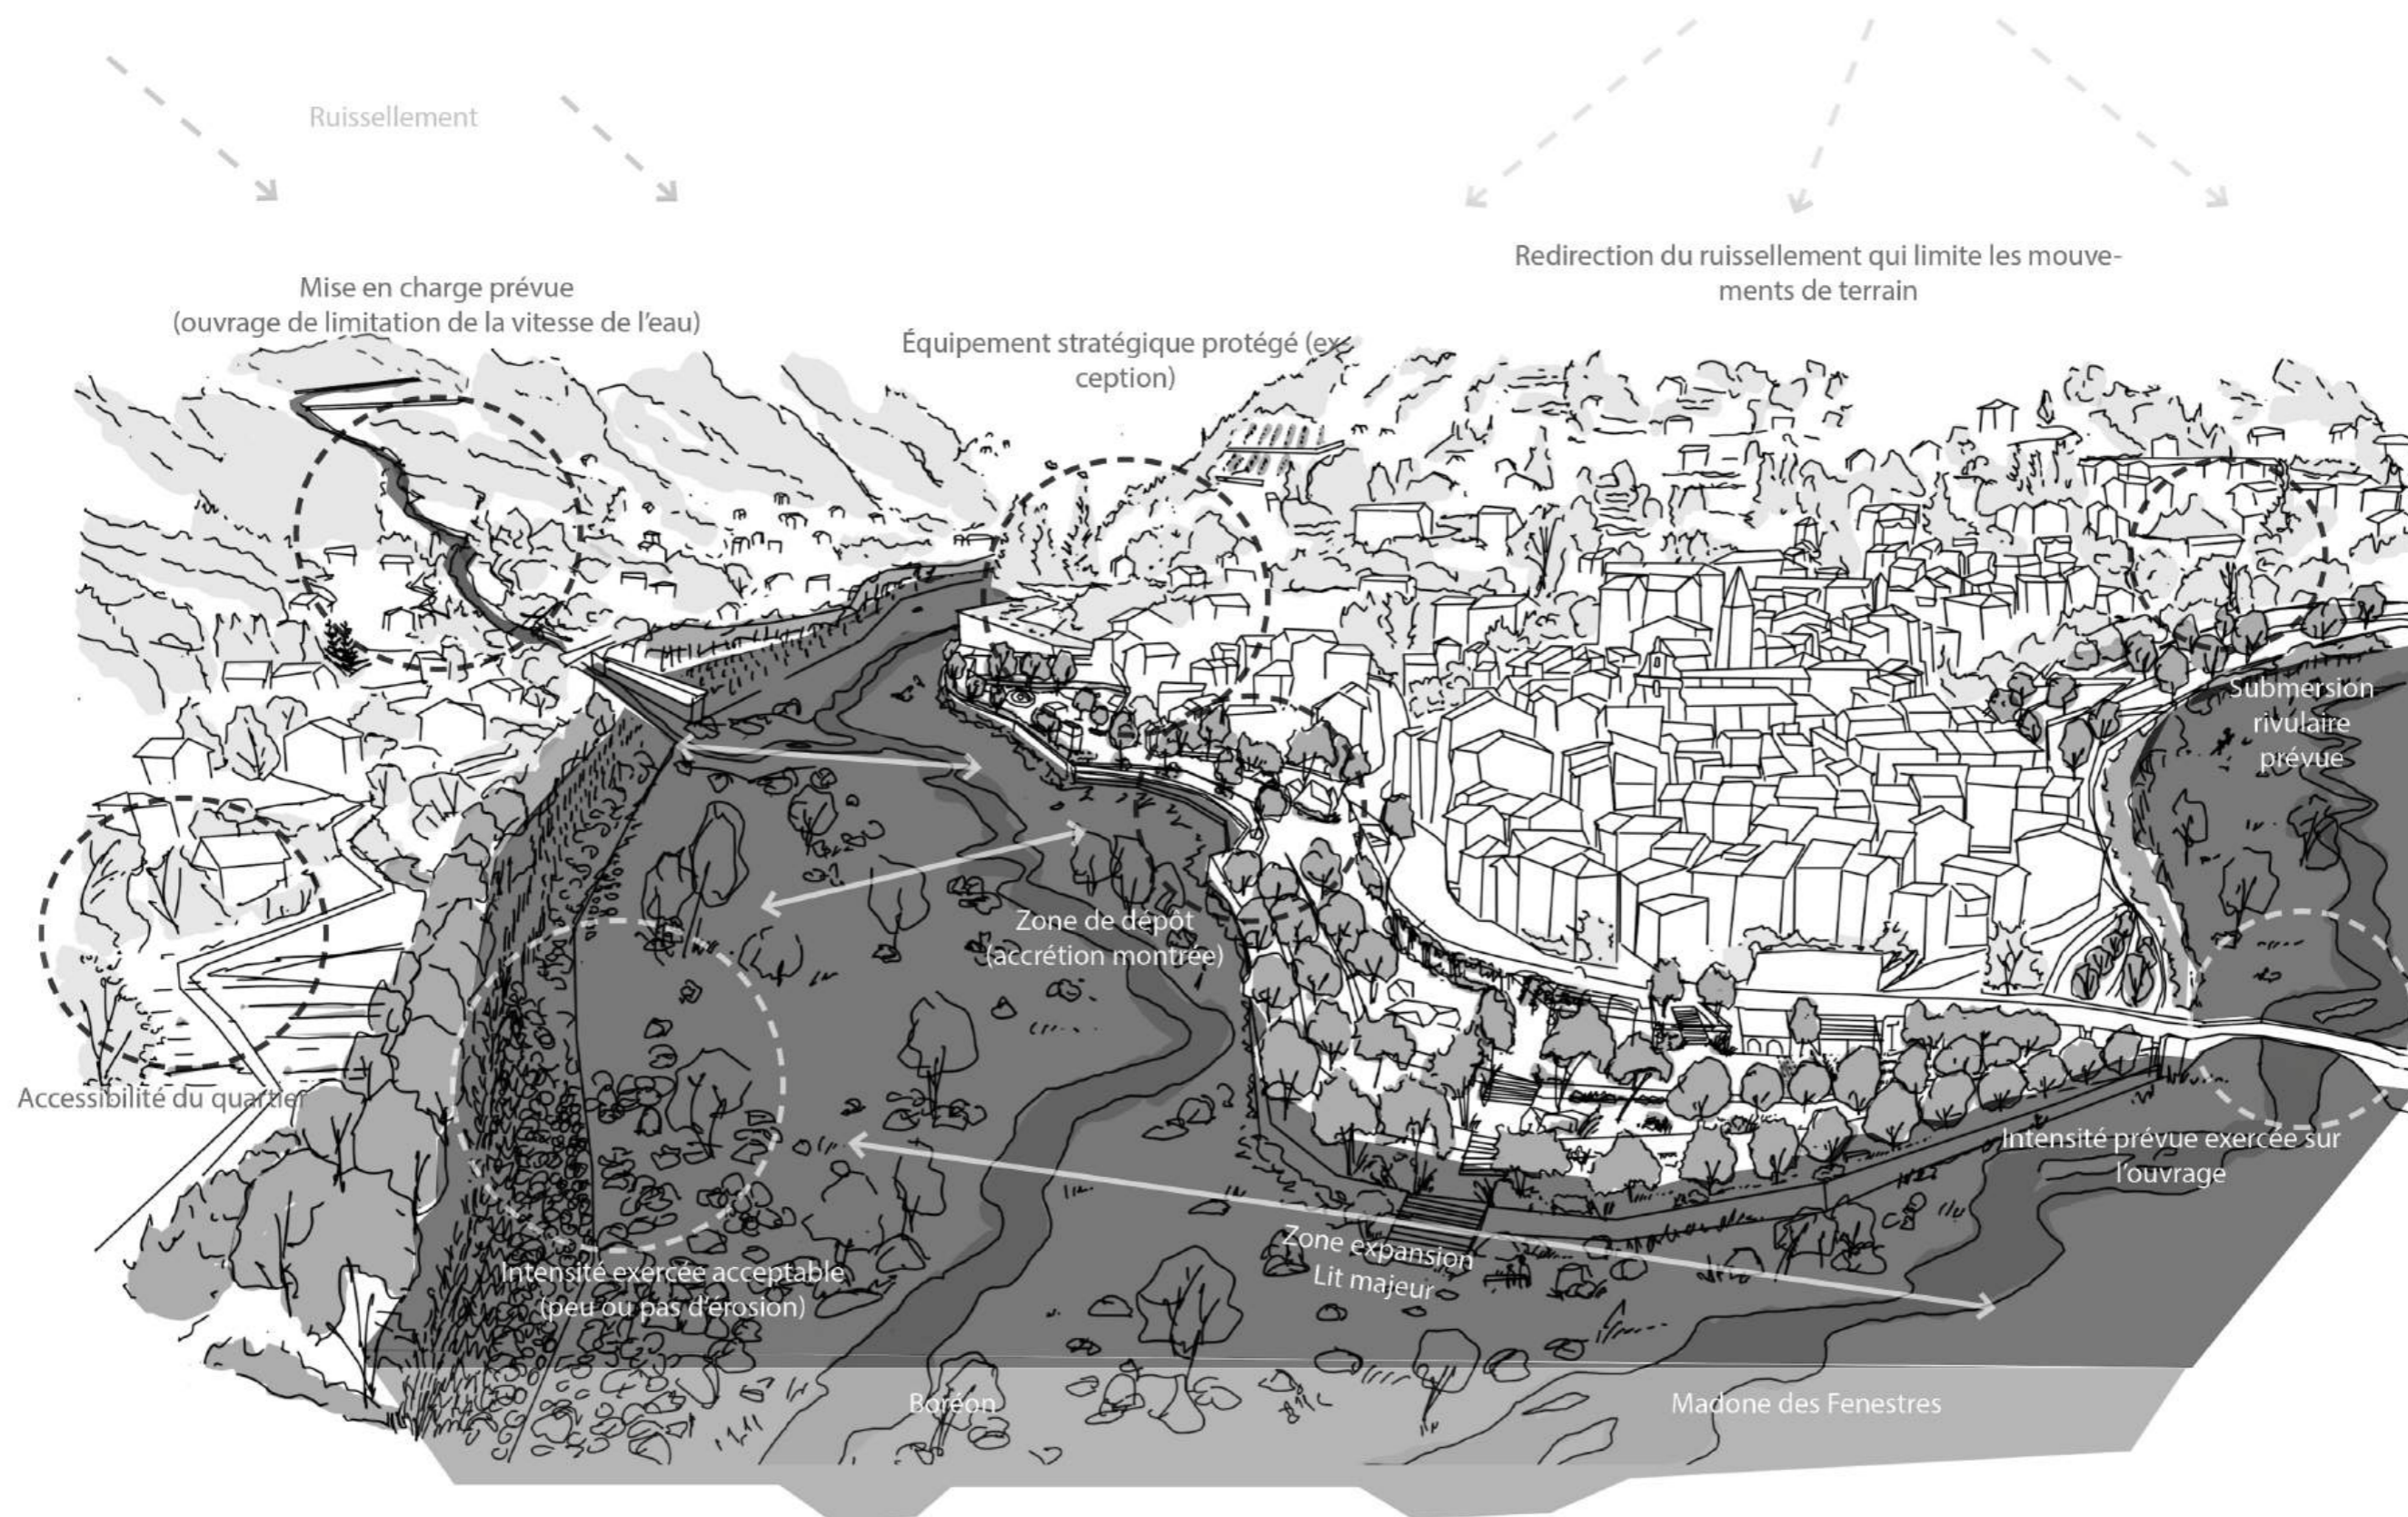 Ruissellement
Redirection du ruissellement qui limite les mouve-
ments de terrain
Mise en charge prévue
(ouvrage de limitation de la vitesse de l'eau)
Équipement stratégique protégé (ex-
ception)
Submersion
rivulaire
prévue
Zone de dépôt
(accrétion montrée)
Accessibilité du quartier
Intensité prévue exercée sur
l'ouvrage
Zone expansion
Lit majeur
Intensité exercée acceptable
(peu ou pas d'érosion)
Boréon
Madone des Fenestres